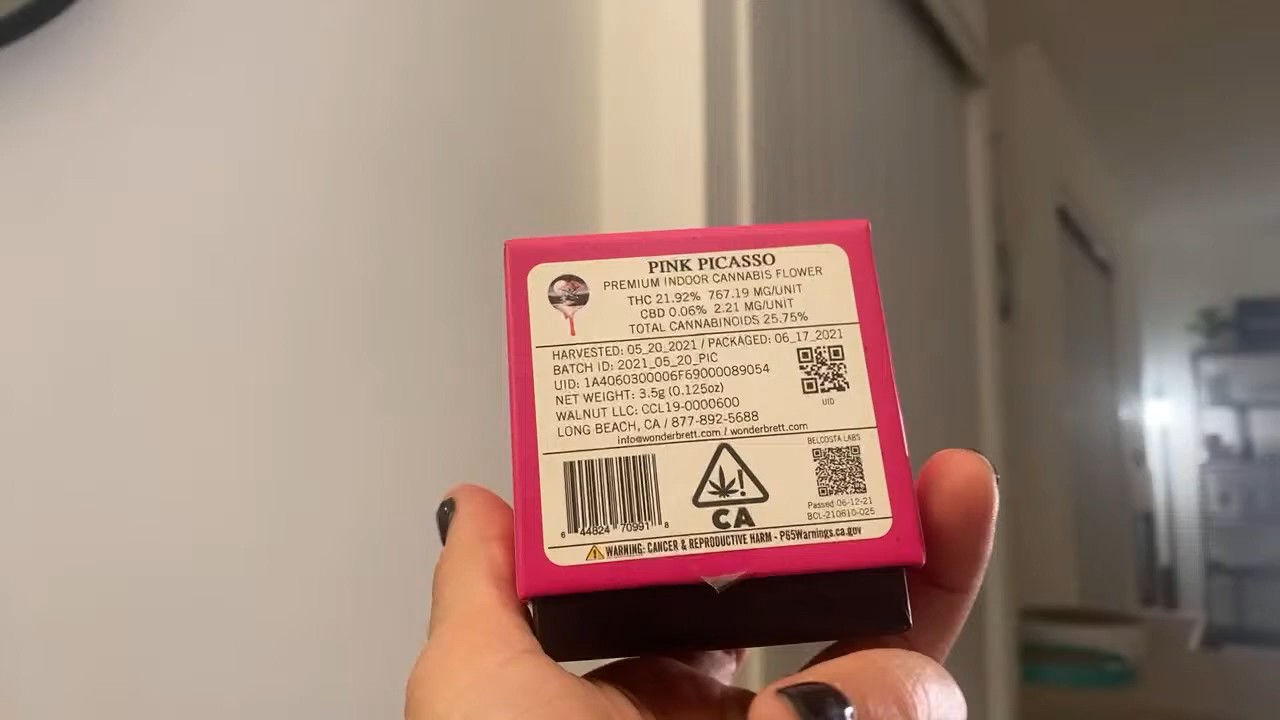 PINK PICASSO
PREMIUM INDOOR CANNABIS FLOWER
THC 21.92% 767.19 MG/UNIT
CBD 0.06% 2.21 MG/UNIT
TOTAL CANNABINOIDS 25.75%
HARVESTED: 05_20_2021 / PACKAGED: 06_17_2021
BATCH ID: 2021_05_20_PIC
UID: 1A4060300006F69000089054
NET WEIGHT: 3.5g (0.125oz)
WALNUT LLC: CCL19-0000600
LONG BEACH, CA / 877-892-5688
info@wonderbrett.com / wonderbrett.com
UID
BELCOSTA LABS
Passed 06-12-21
BCL-210610-025
6 44824 70991 8
CA
WARNING: CANCER & REPRODUCTIVE HARM - P65Warnings.ca.gov